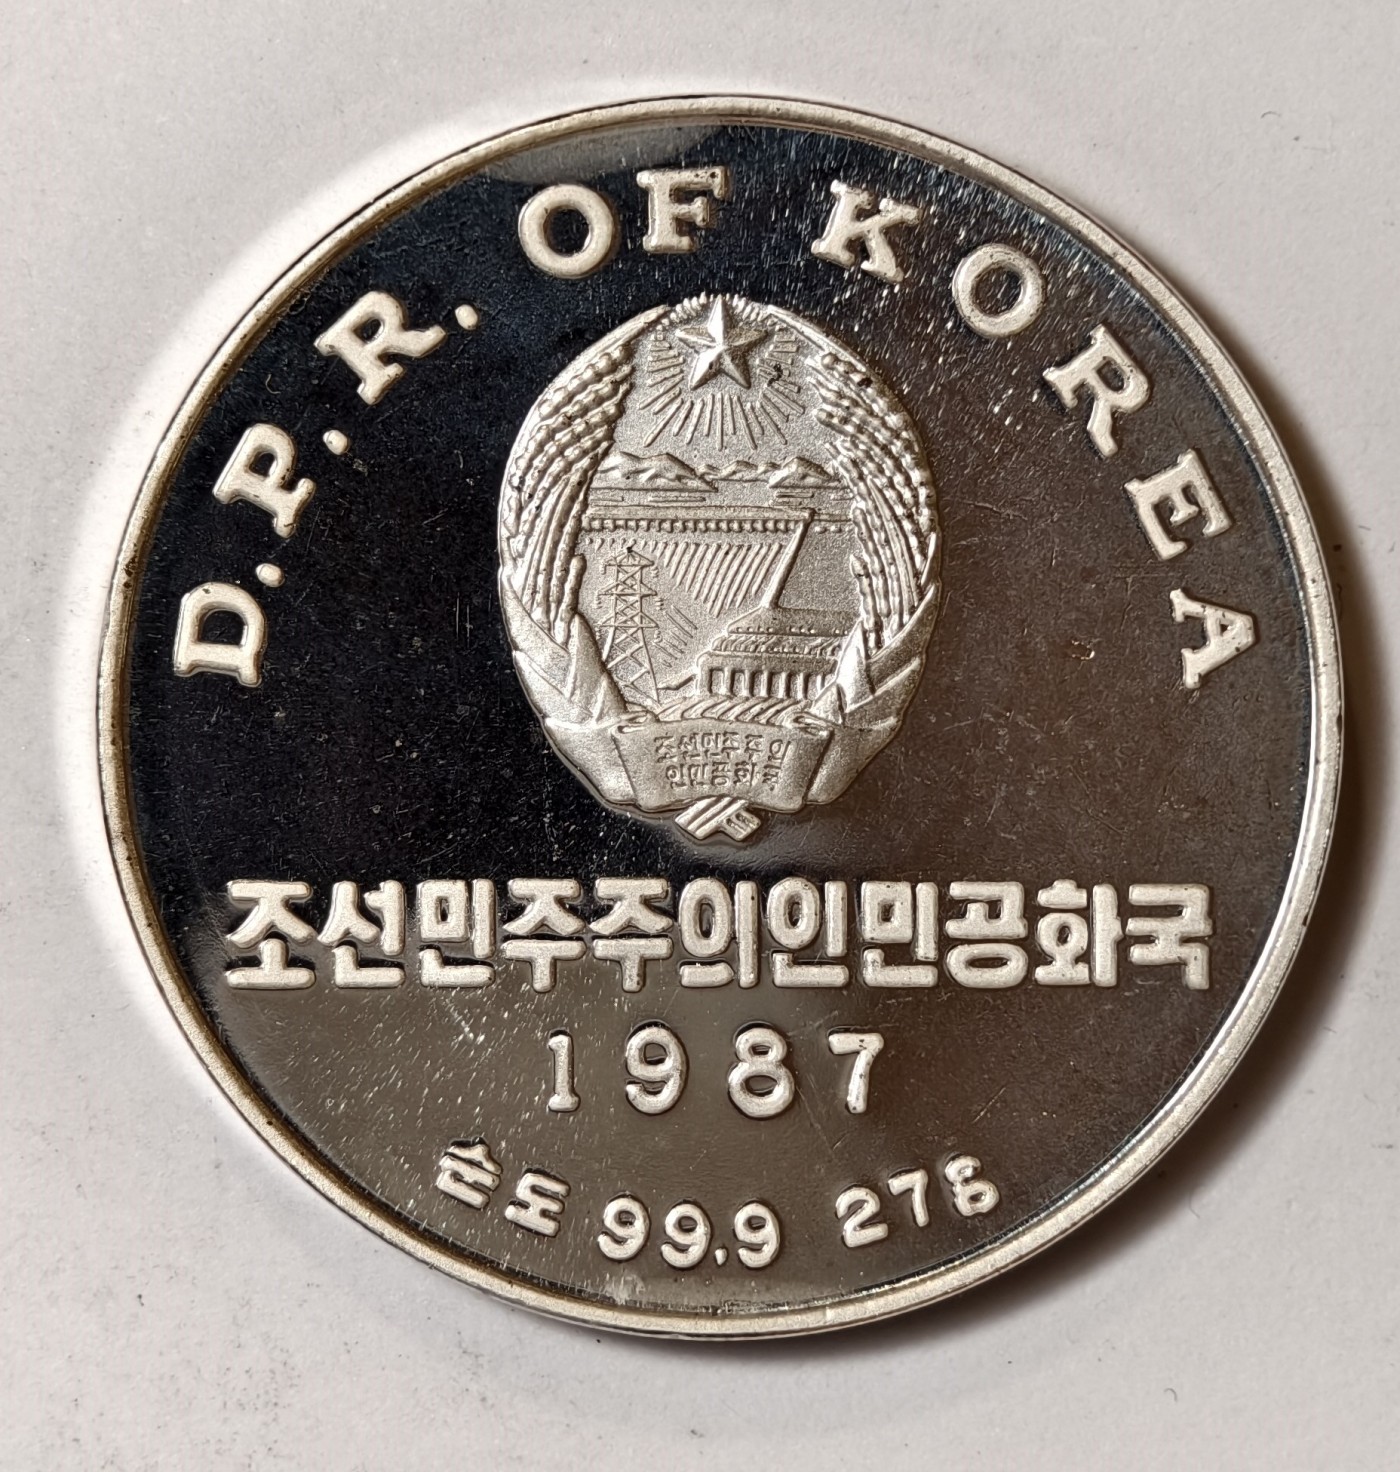 D.P.R. OF KOREA
조선민주주의
인민공화국
조선민주주의인민공화국
1987
순도 99.9 27g